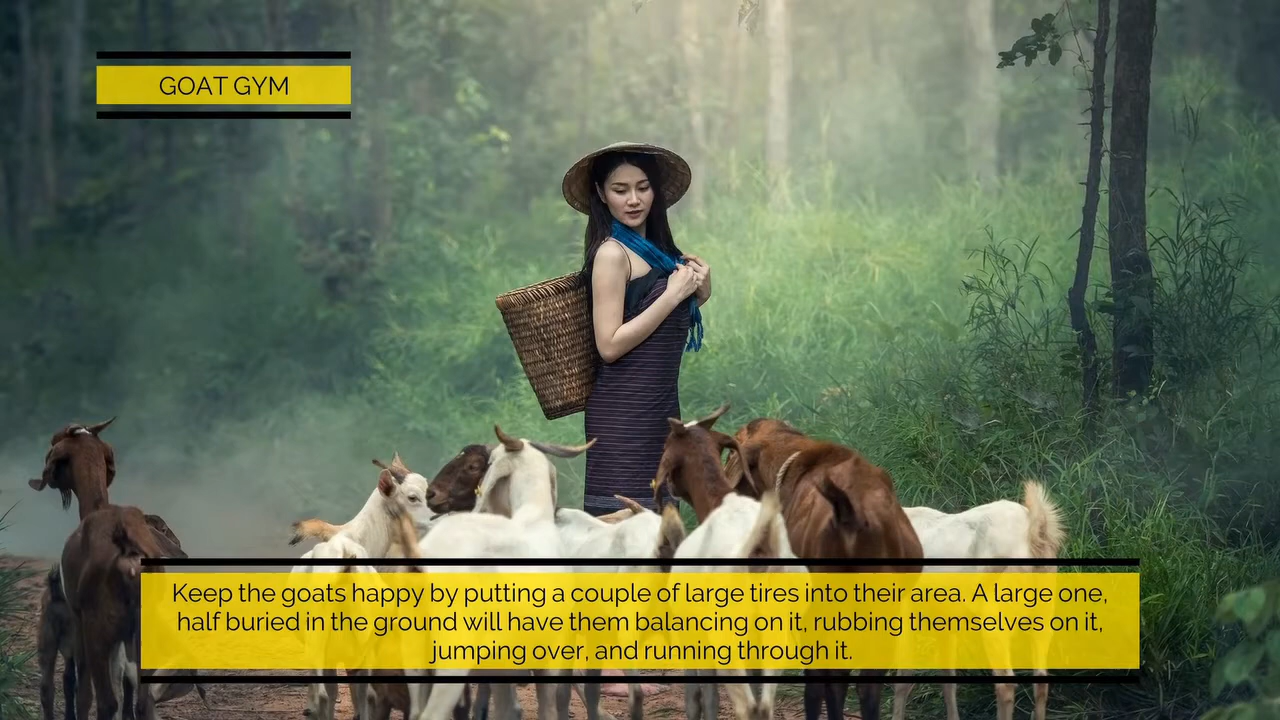 GOAT GYM
Keep the goats happy by putting a couple of large tires into their area. A large one,
half buried in the ground will have them balancing on it, rubbing themselves on it,
jumping over, and running through it.